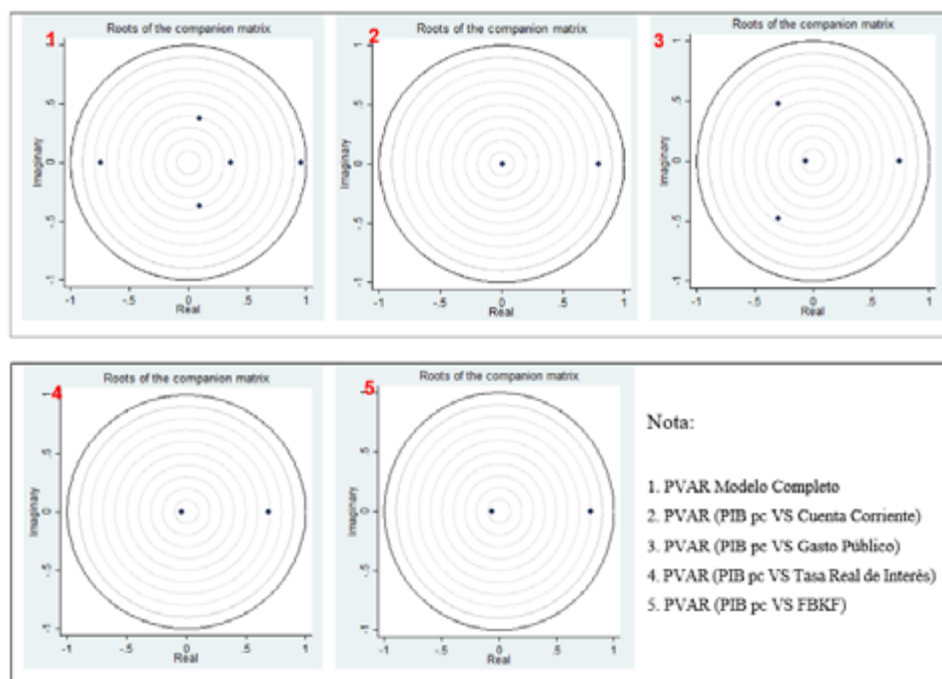 1
Roots of the companion matrix
Imaginary
1
.5
0
-.5
-1
-1
-.5
0
.5
1
Real
2
Roots of the companion matrix
Imaginary
1
.5
0
-.5
-1
-1
-.5
0
.5
1
Real
3
Roots of the companion matrix
Imaginary
1
.5
0
-.5
-1
-1
-.5
0
.5
1
Real
4
Roots of the companion matrix
Imaginary
1
.5
0
-.5
-1
-1
-.5
0
.5
1
Real
5
Roots of the companion matrix
Imaginary
1
.5
0
-.5
-1
-1
-.5
0
.5
1
Real
Nota:
1. PVAR Modelo Completo
2. PVAR (PIB pc VS Cuenta Corriente)
3. PVAR (PIB pc VS Gasto Público)
4. PVAR (PIB pc VS Tasa Real de Interés)
5. PVAR (PIB pc VS FBKF)